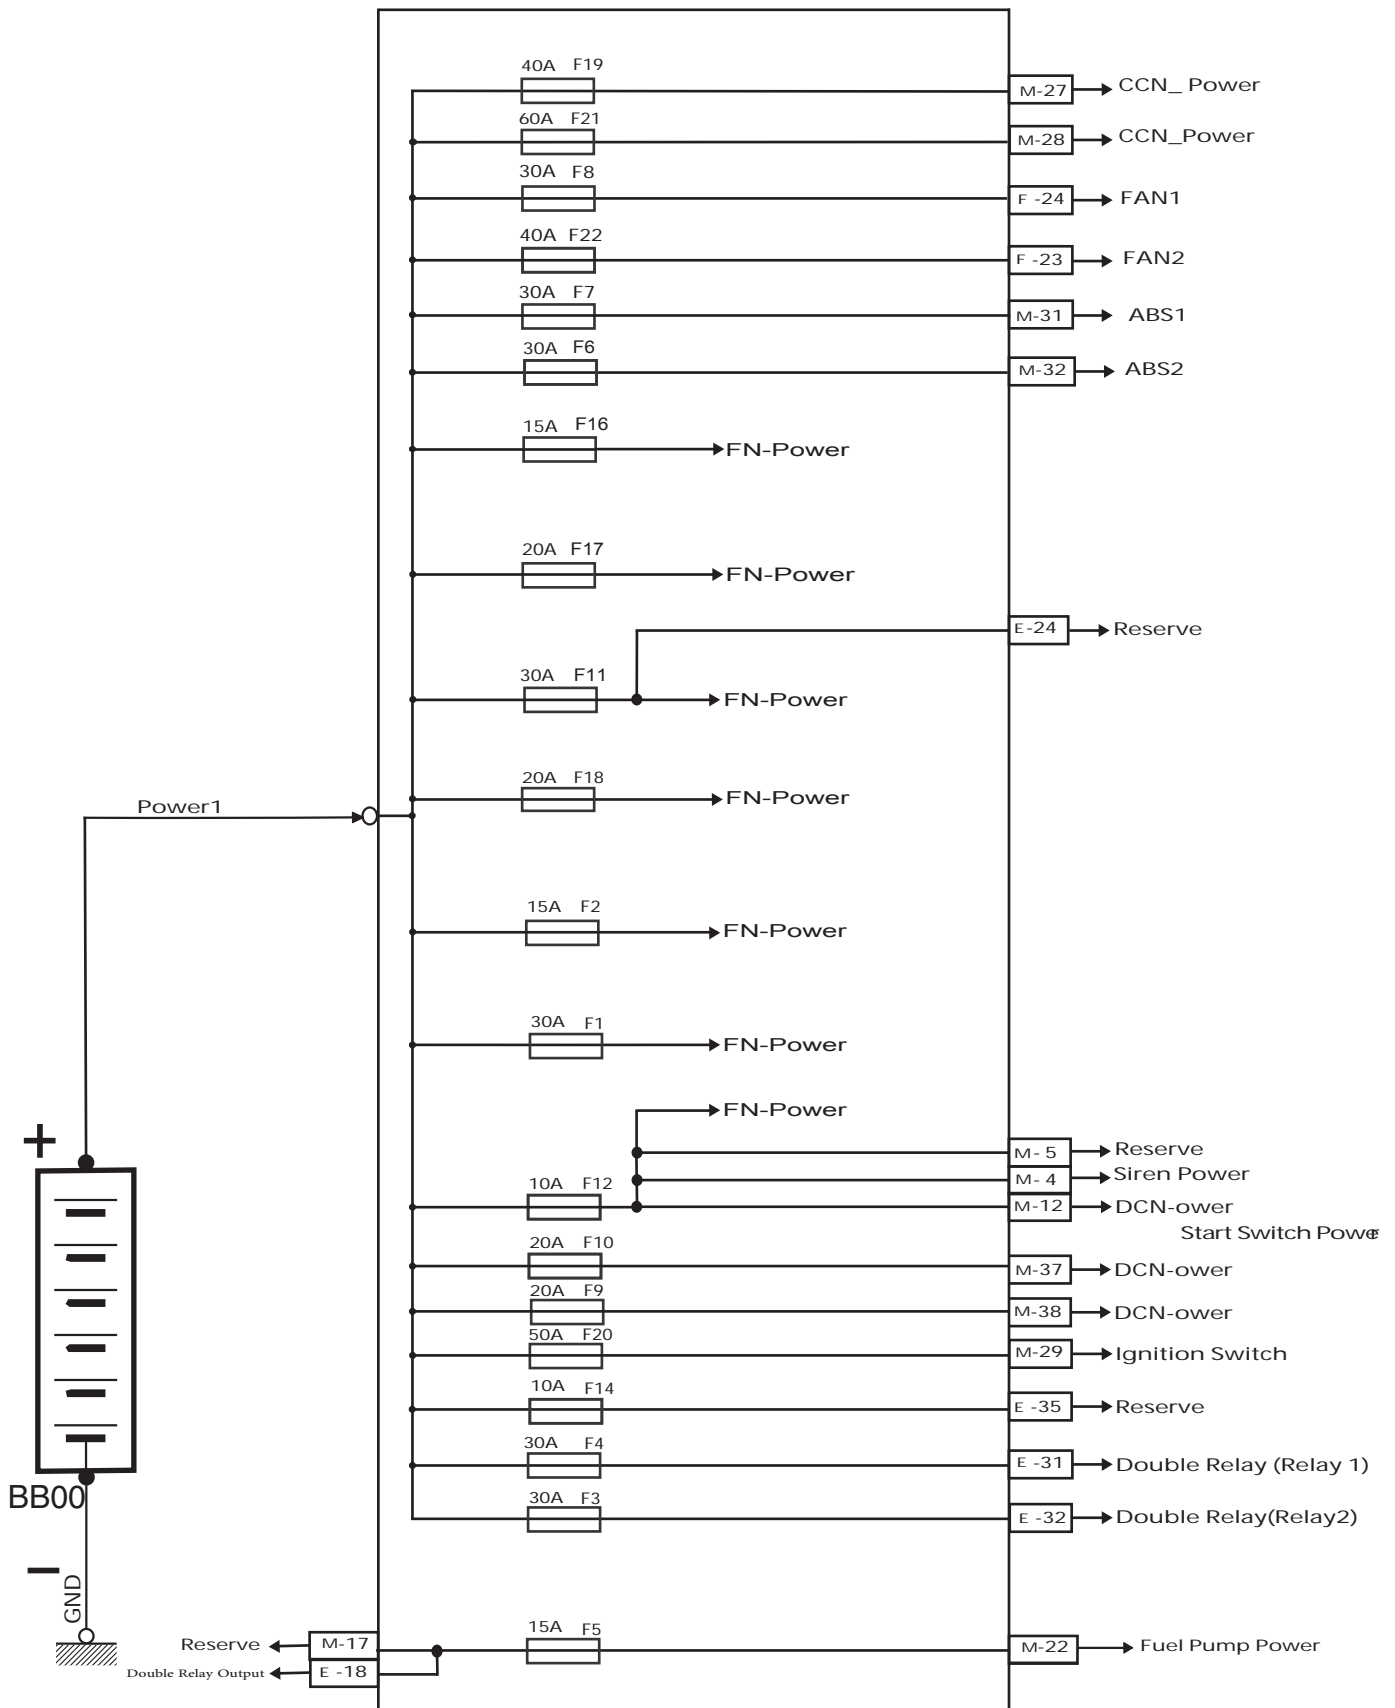 40A F19
M-27 CCN_ Power
60A F21
M-28 CCN_Power
30A F8
F -24 FAN1
40A F22
F -23 FAN2
30A F7
M-31 ABS1
30A F6
M-32 ABS2
15A F16
FN-Power
20A F17
FN-Power
E-24 Reserve
30A F11
FN-Power
20A F18
FN-Power
Power1
15A F2
FN-Power
30A F1
FN-Power
FN-Power
+
M- 5 Reserve
M- 4 Siren Power
10A F12
M-12 DCN-ower
Start Switch Power
20A F10
M-37 DCN-ower
20A F9
M-38 DCN-ower
50A F20
M-29 Ignition Switch
10A F14
E -35 Reserve
30A F4
E -31 Double Relay (Relay 1)
BB00
30A F3
E -32 Double Relay(Relay2)
–
GND
15A F5
Reserve M-17
M-22 Fuel Pump Power
Double Relay Output E -18